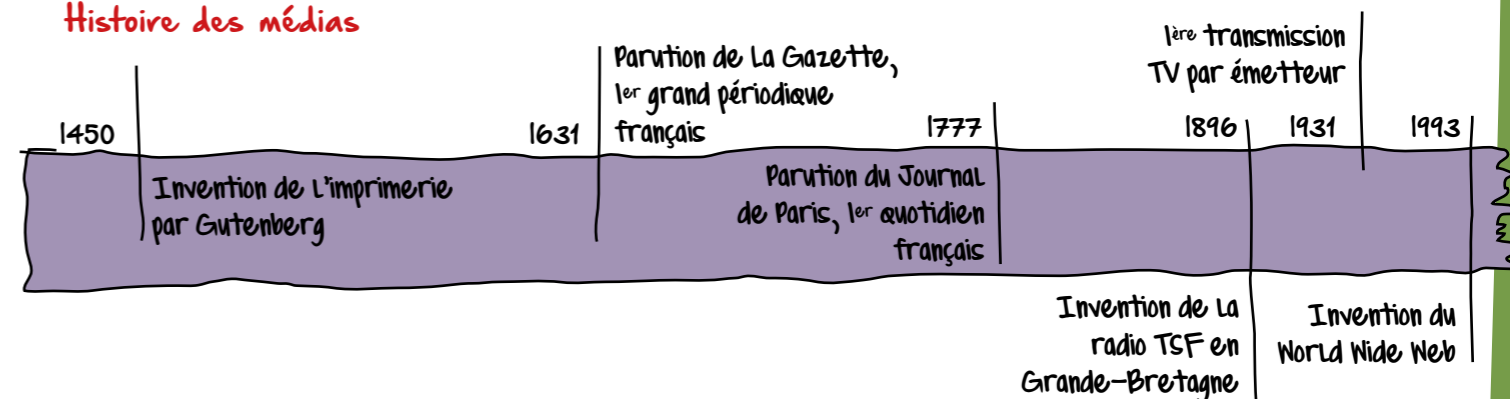 Histoire des médias
1450
Invention de l'imprimerie
par Gutenberg
1631
Parution de La Gazette,
1er grand périodique
français
1777
Parution du Journal
de Paris, 1er quotidien
français
1896
Invention de la
radio TSF en
Grande-Bretagne
1931
1ère transmission
TV par émetteur
1993
Invention du
World Wide Web